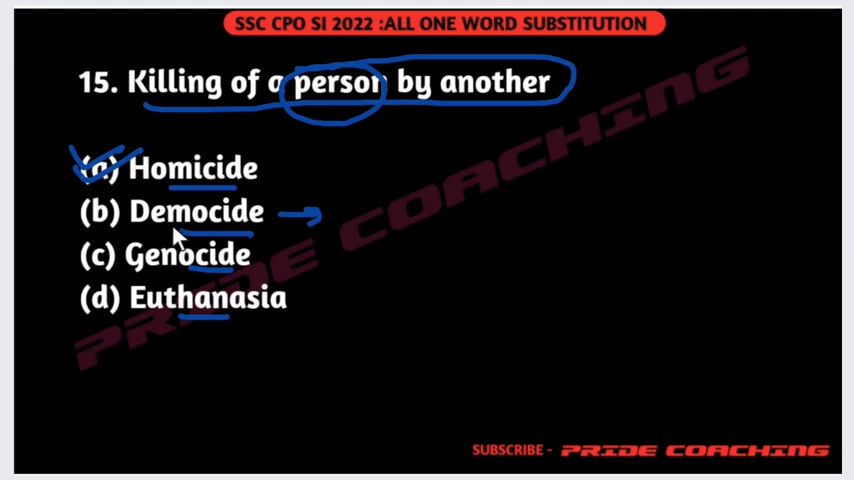 SSC CPO SI 2022 :ALL ONE WORD SUBSTITUTION
15. Killing of a person by another
(a) Homicide
(b) Democide
(c) Genocide
(d) Euthanasia
PRIDE COACHING
SUBSCRIBE - PRIDE COACHING